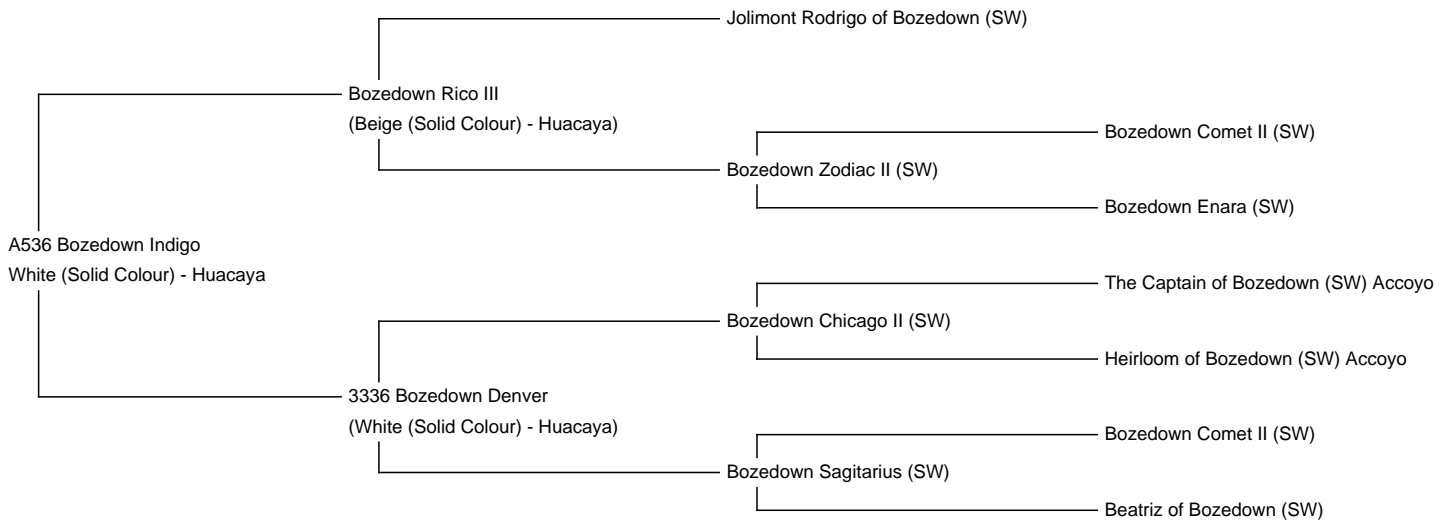 Jolimont Rodrigo of Bozedown (SW)
Bozedown Rico III
(Beige (Solid Colour) - Huacaya)
Bozedown Comet II (SW)
Bozedown Zodiac II (SW)
Bozedown Enara (SW)
A536 Bozedown Indigo
White (Solid Colour) - Huacaya
The Captain of Bozedown (SW) Accoyo
Bozedown Chicago II (SW)
Heirloom of Bozedown (SW) Accoyo
3336 Bozedown Denver
(White (Solid Colour) - Huacaya)
Bozedown Comet II (SW)
Bozedown Sagitarius (SW)
Beatriz of Bozedown (SW)